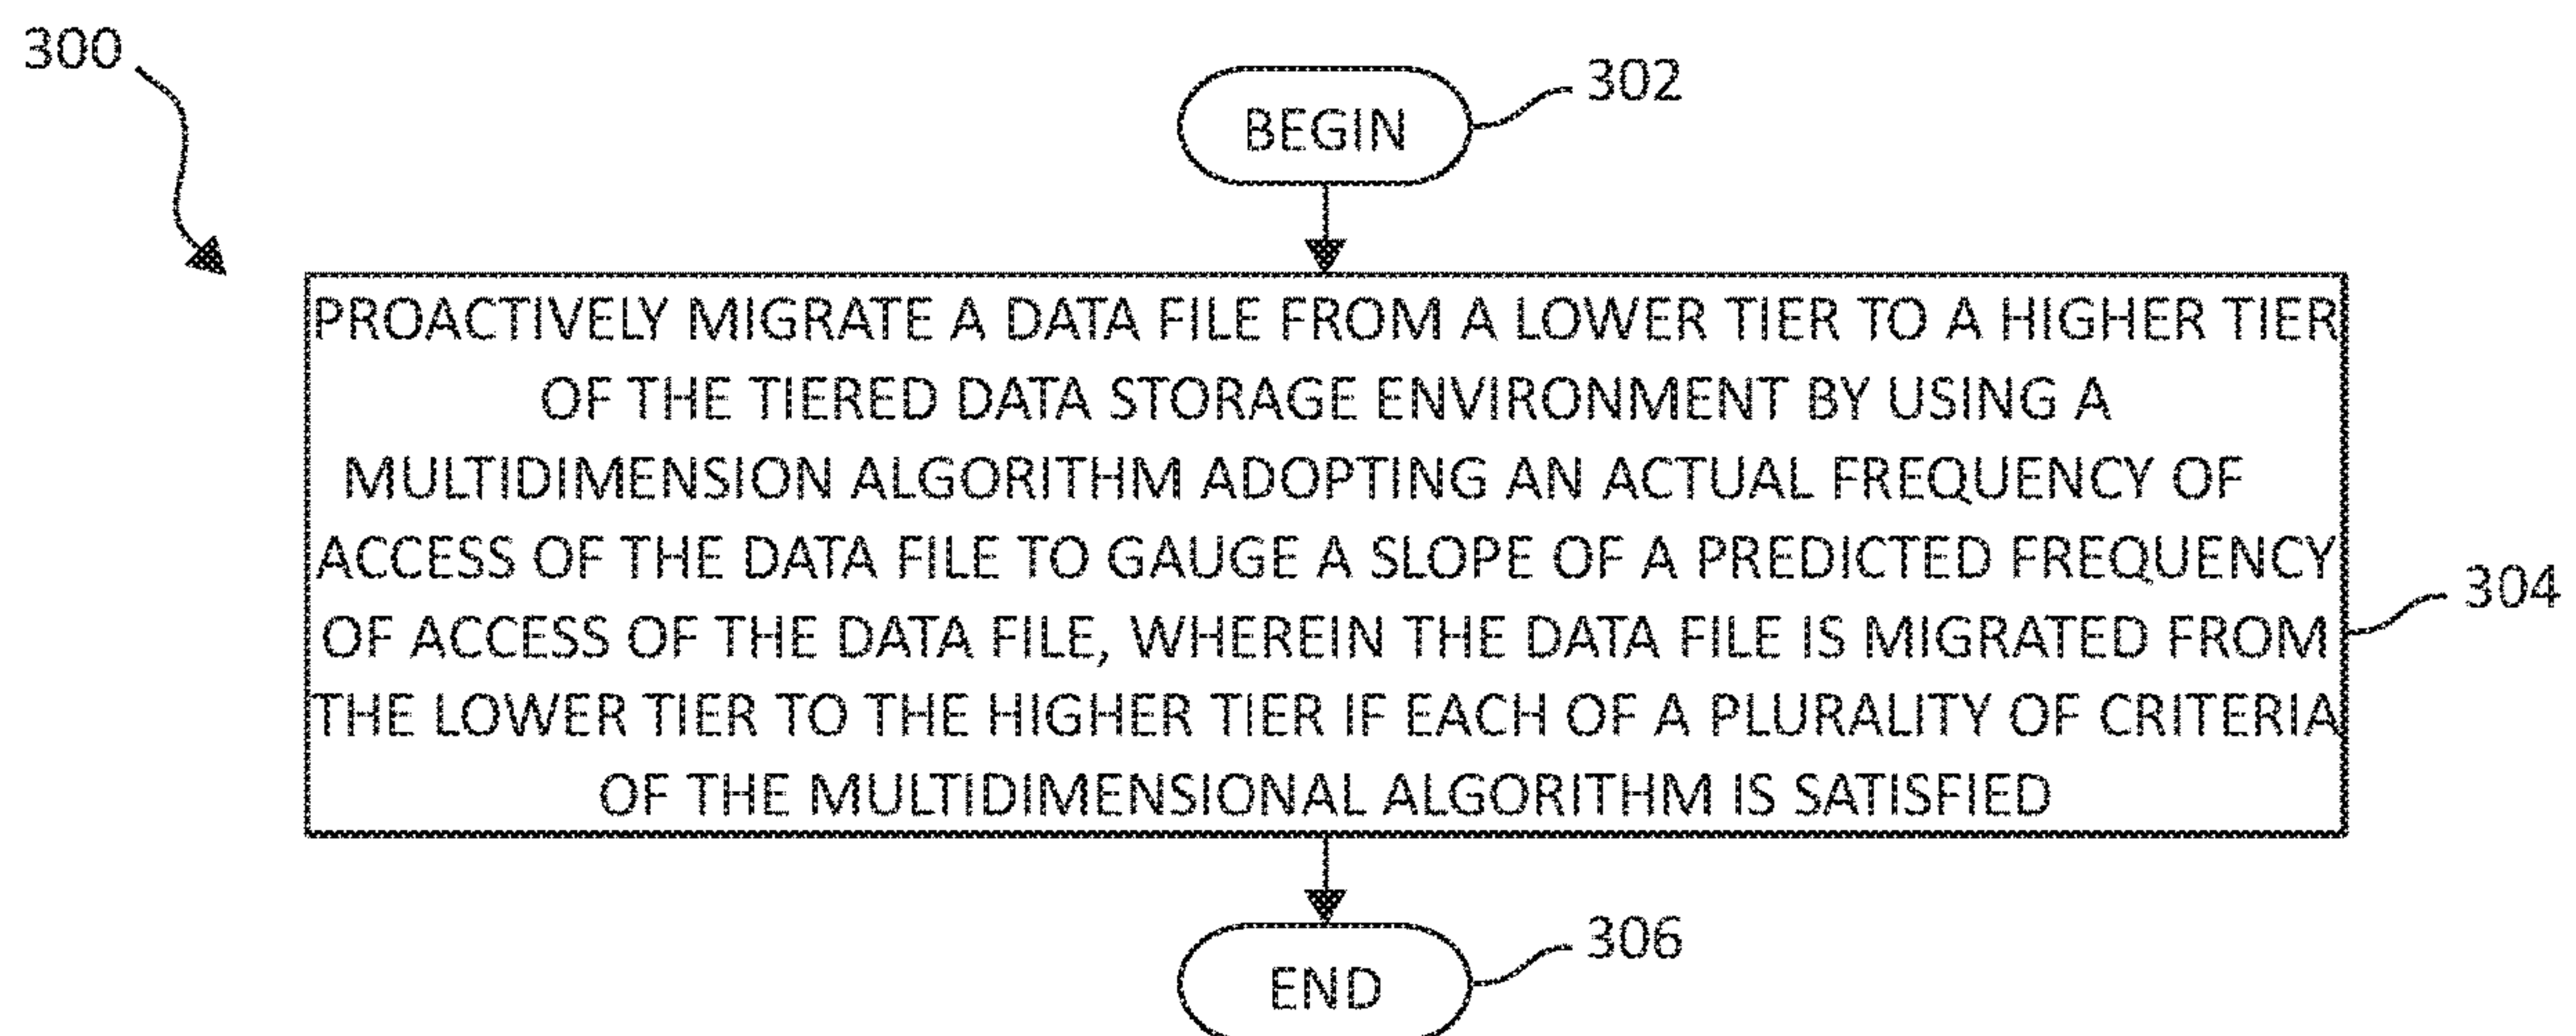 300
BEGIN
302
PROACTIVELY MIGRATE A DATA FILE FROM A LOWER TIER TO A HIGHER TIER
OF THE TIERED DATA STORAGE ENVIRONMENT BY USING A
MULTIDIMENSION ALGORITHM ADOPTING AN ACTUAL FREQUENCY OF
ACCESS OF THE DATA FILE TO GAUGE A SLOPE OF A PREDICTED FREQUENCY
OF ACCESS OF THE DATA FILE, WHEREIN THE DATA FILE IS MIGRATED FROM
THE LOWER TIER TO THE HIGHER TIER IF EACH OF A PLURALITY OF CRITERIA
OF THE MULTIDIMENSIONAL ALGORITHM IS SATISFIED
304
END
306